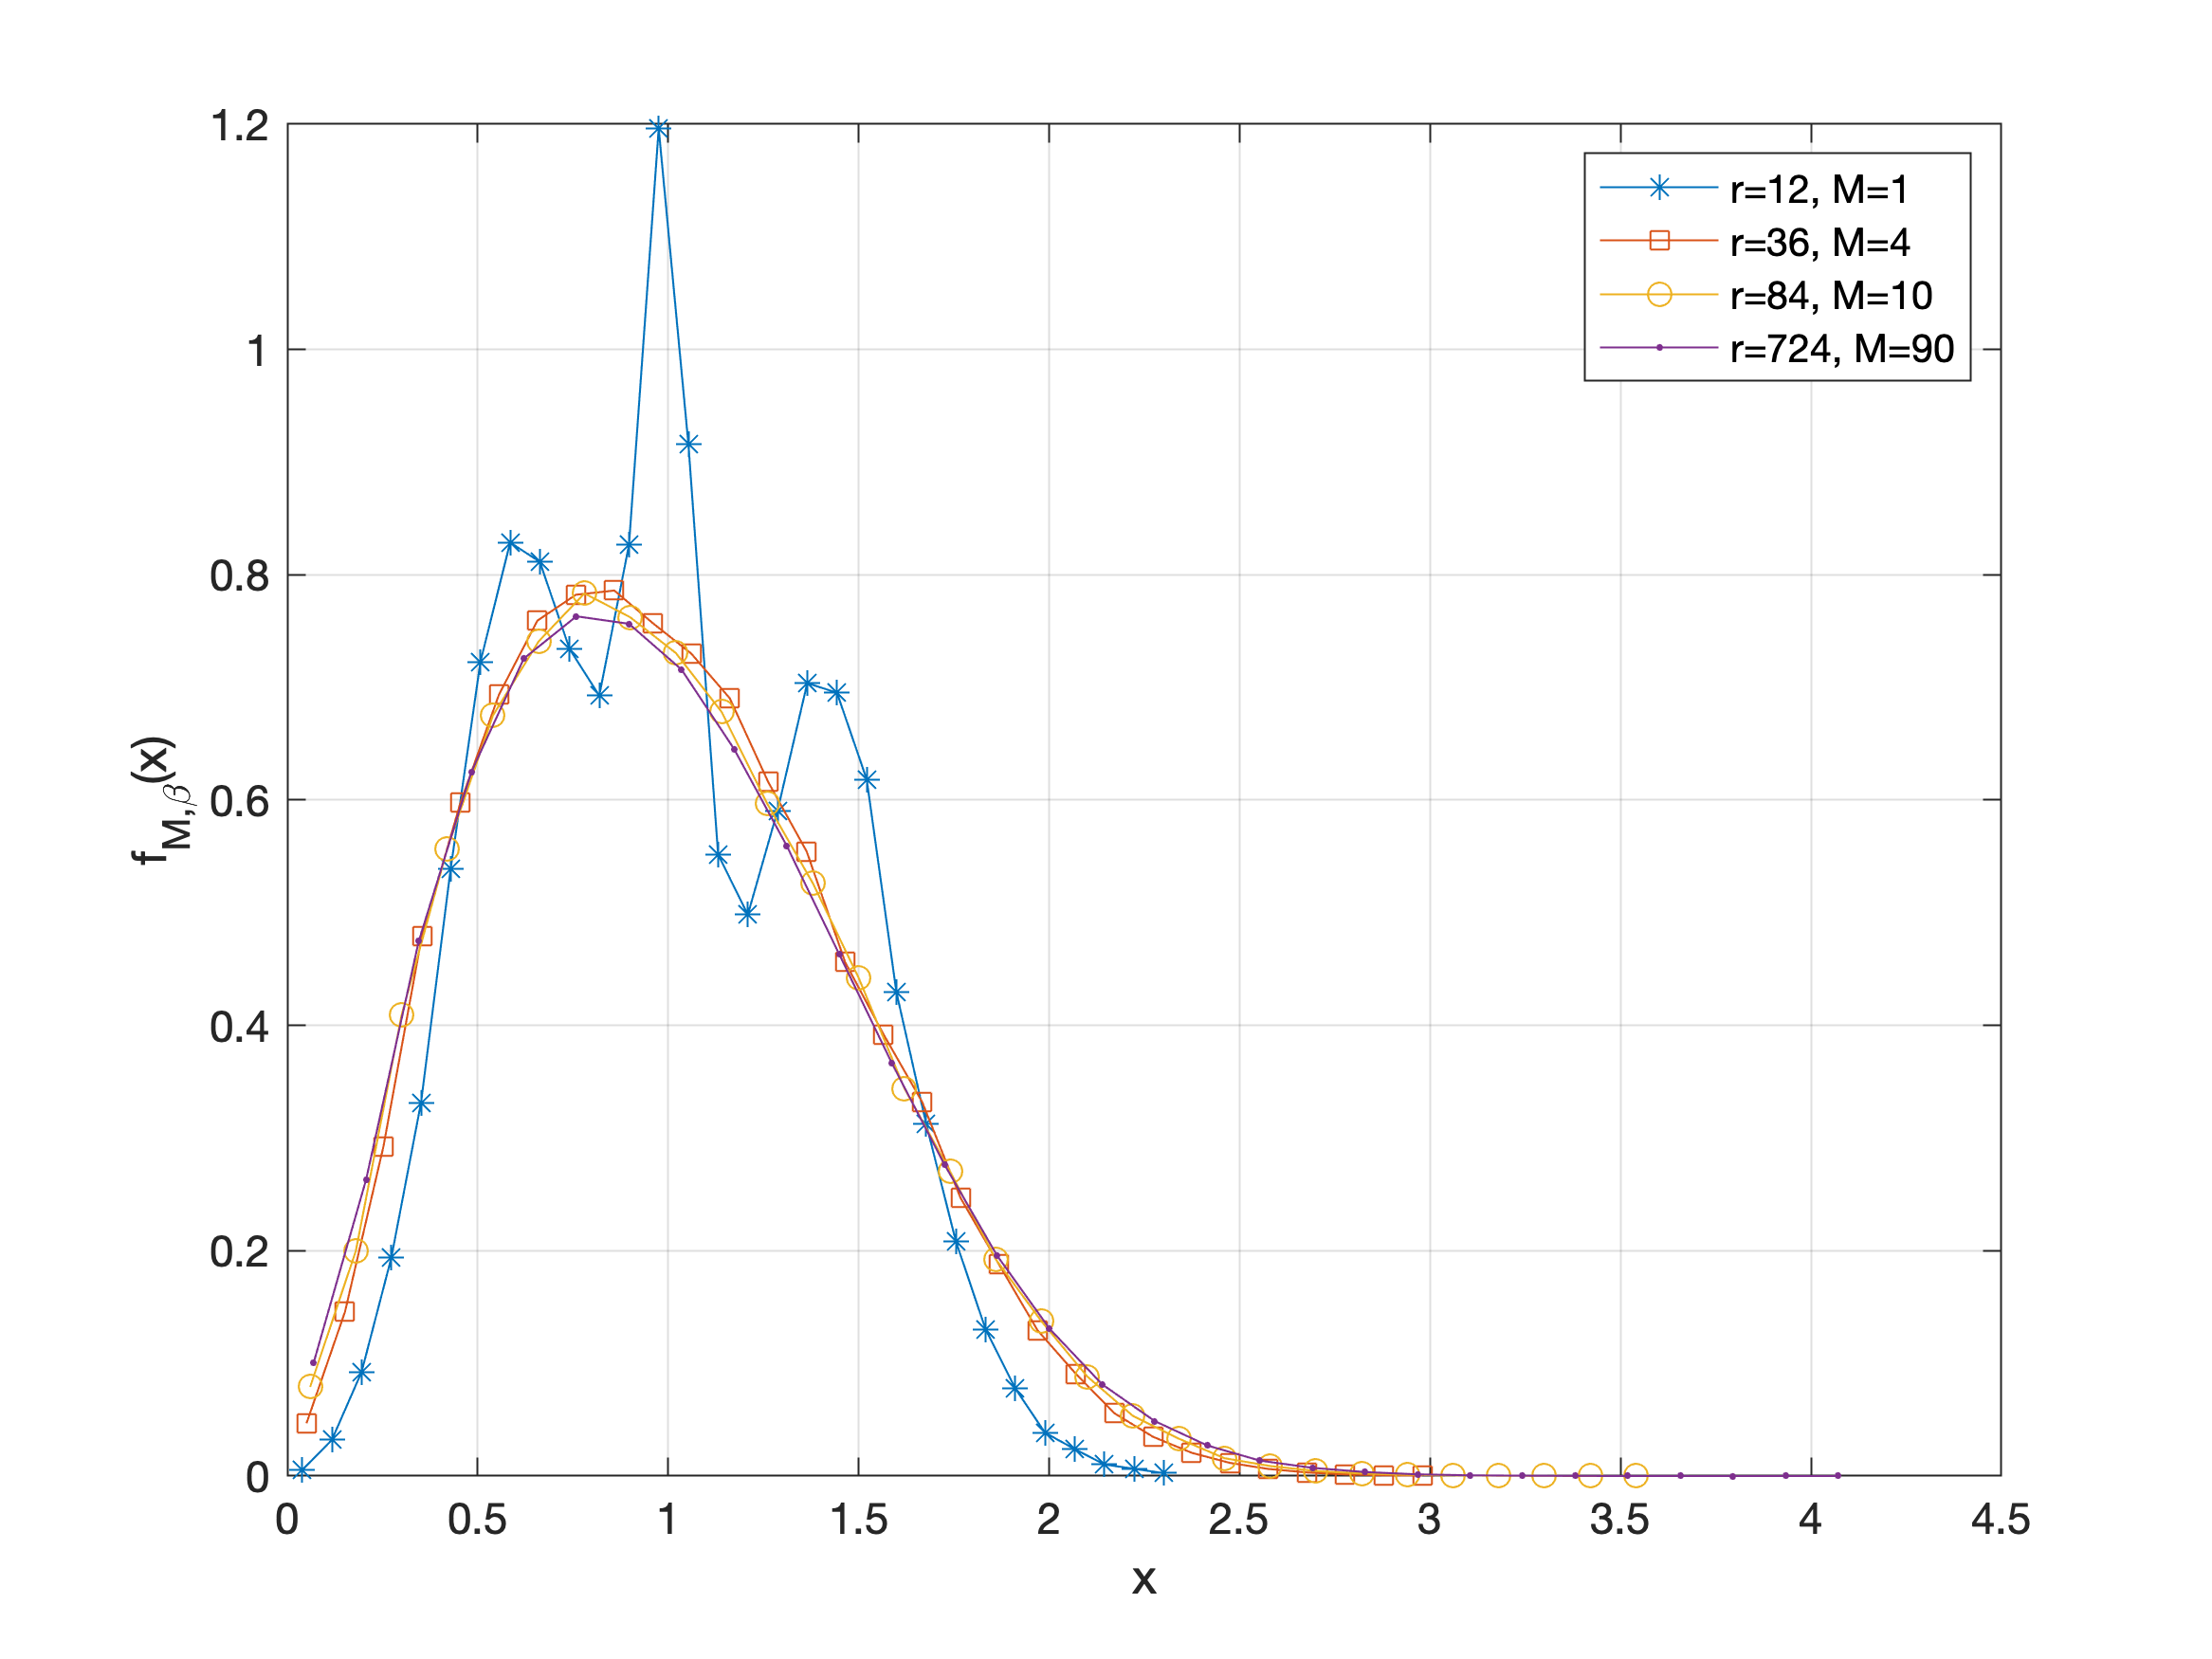 1.2
1
0.8
0.6
0.4
0.2
0
f_{M,β}(x)
r=12, M=1
r=36, M=4
r=84, M=10
r=724, M=90
0 0.5 1 1.5 2 2.5 3 3.5 4 4.5
x